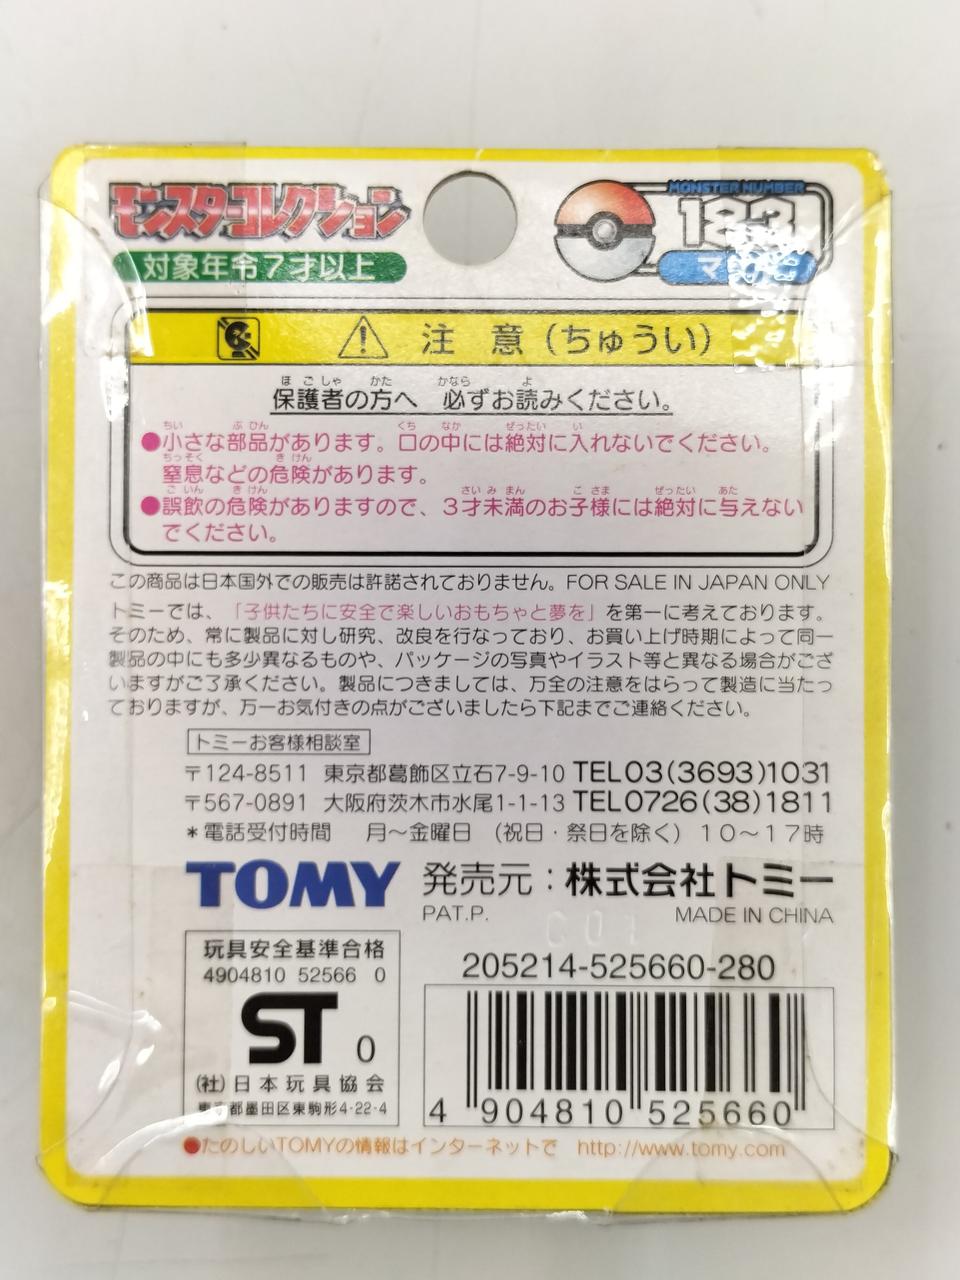 モンスターコレクション
対象年令7才以上
MONSTER NUMBER
183
マ
注 意(ちゅうい)
保護者の方へ 必ずお読みください。
●小さな部品があります。口の中には絶対に入れないでください。
窒息などの危険があります。
●誤飲の危険がありますので、3才未満のお子様には絶対に与えない
でください。
この商品は日本国外での販売は許諾されておりません。FOR SALE IN JAPAN ONLY
トミーでは、「子供たちに安全で楽しいおもちゃと夢を」を第一に考えております。
そのため、常に製品に対し研究、改良を行なっており、お買い上げ時期によって同一
製品の中にも多少異なるものや、パッケージの写真やイラスト等と異なる場合がござ
いますがご了承ください。製品につきましては、万全の注意をはらって製造に当たっ
ておりますが、万一お気付きの点がございましたら下記までご連絡ください。
トミーお客様相談室
〒124-8511 東京都葛飾区立石7-9-10 TEL03(3693)1031
〒567-0891 大阪府茨木市水尾1-1-13 TEL0726(38)1811
*電話受付時間 月~金曜日 (祝日・祭日を除く) 10~17時
TOMY 発売元:株式会社トミー
PAT.P. MADE IN CHINA
C01
玩具安全基準合格
4904810 52566 0
ST 0
(社)日本玩具協会
東京都墨田区東駒形4-22-4
205214-525660-280
4 904810 525660
●たのしいTOMYの情報はインターネットで http://www.tomy.com